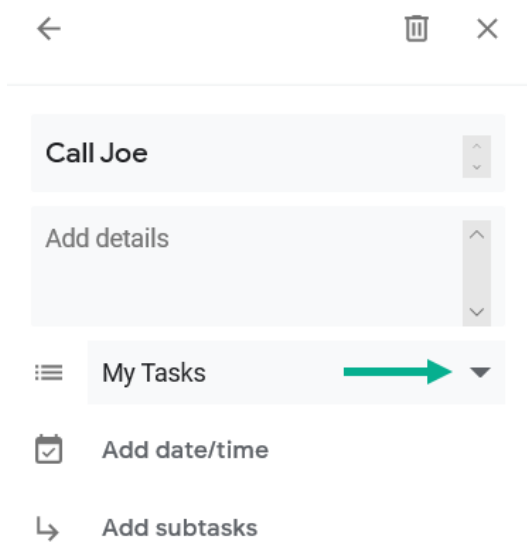 Call Joe
Add details
My Tasks
Add date/time
Add subtasks